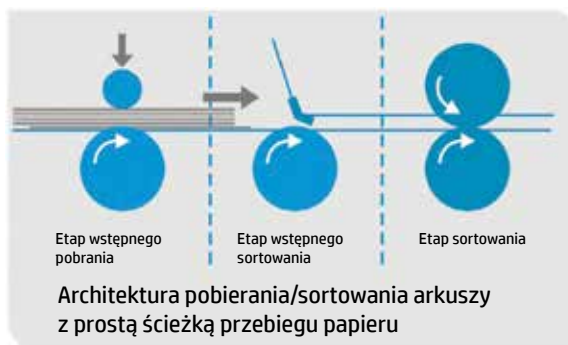 Etap wstępnego
pobrania
Etap wstępnego
sortowania
Etap sortowania
Architektura pobierania/sortowania arkuszy
z prostą ścieżką przebiegu papieru